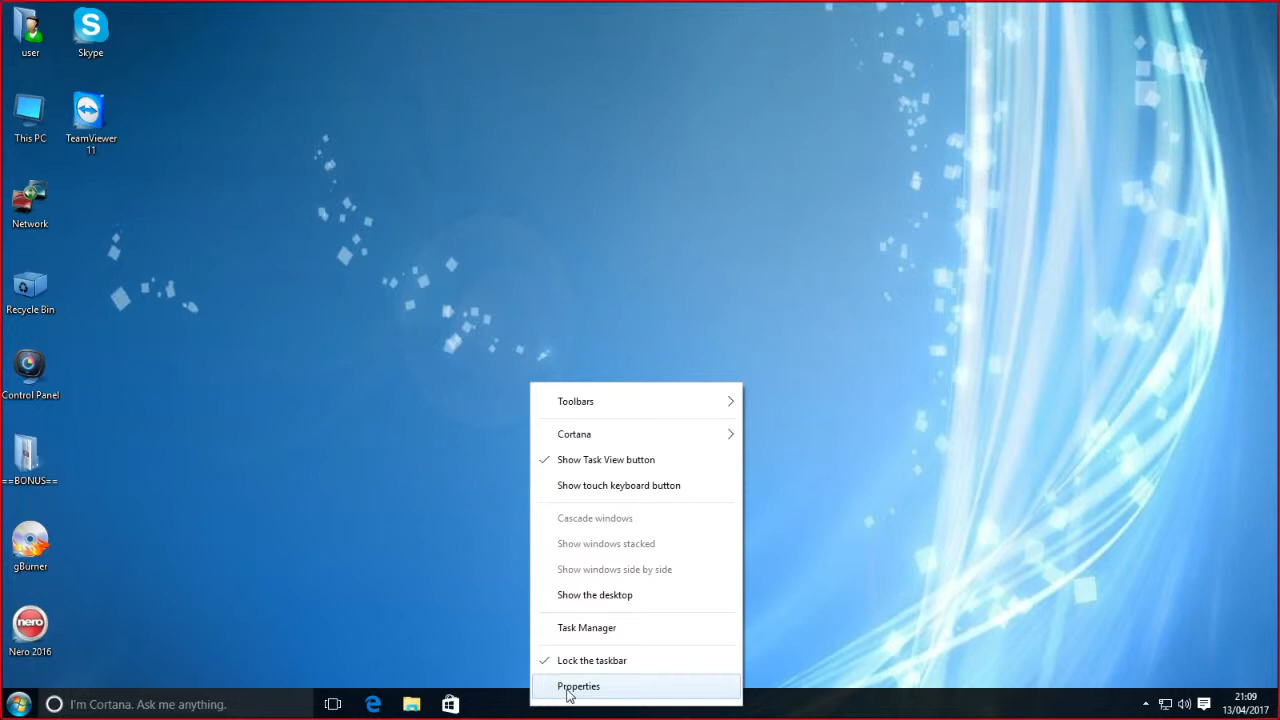 user
Skype
This PC
TeamViewer
11
Network
Recycle Bin
Control Panel
==BONUS==
gBurner
nero
Nero 2016
Toolbars
Cortana
Show Task View button
Show touch keyboard button
Cascade windows
Show windows stacked
Show windows side by side
Show the desktop
Task Manager
Lock the taskbar
Properties
I'm Cortana. Ask me anything.
21:09
13/04/2017